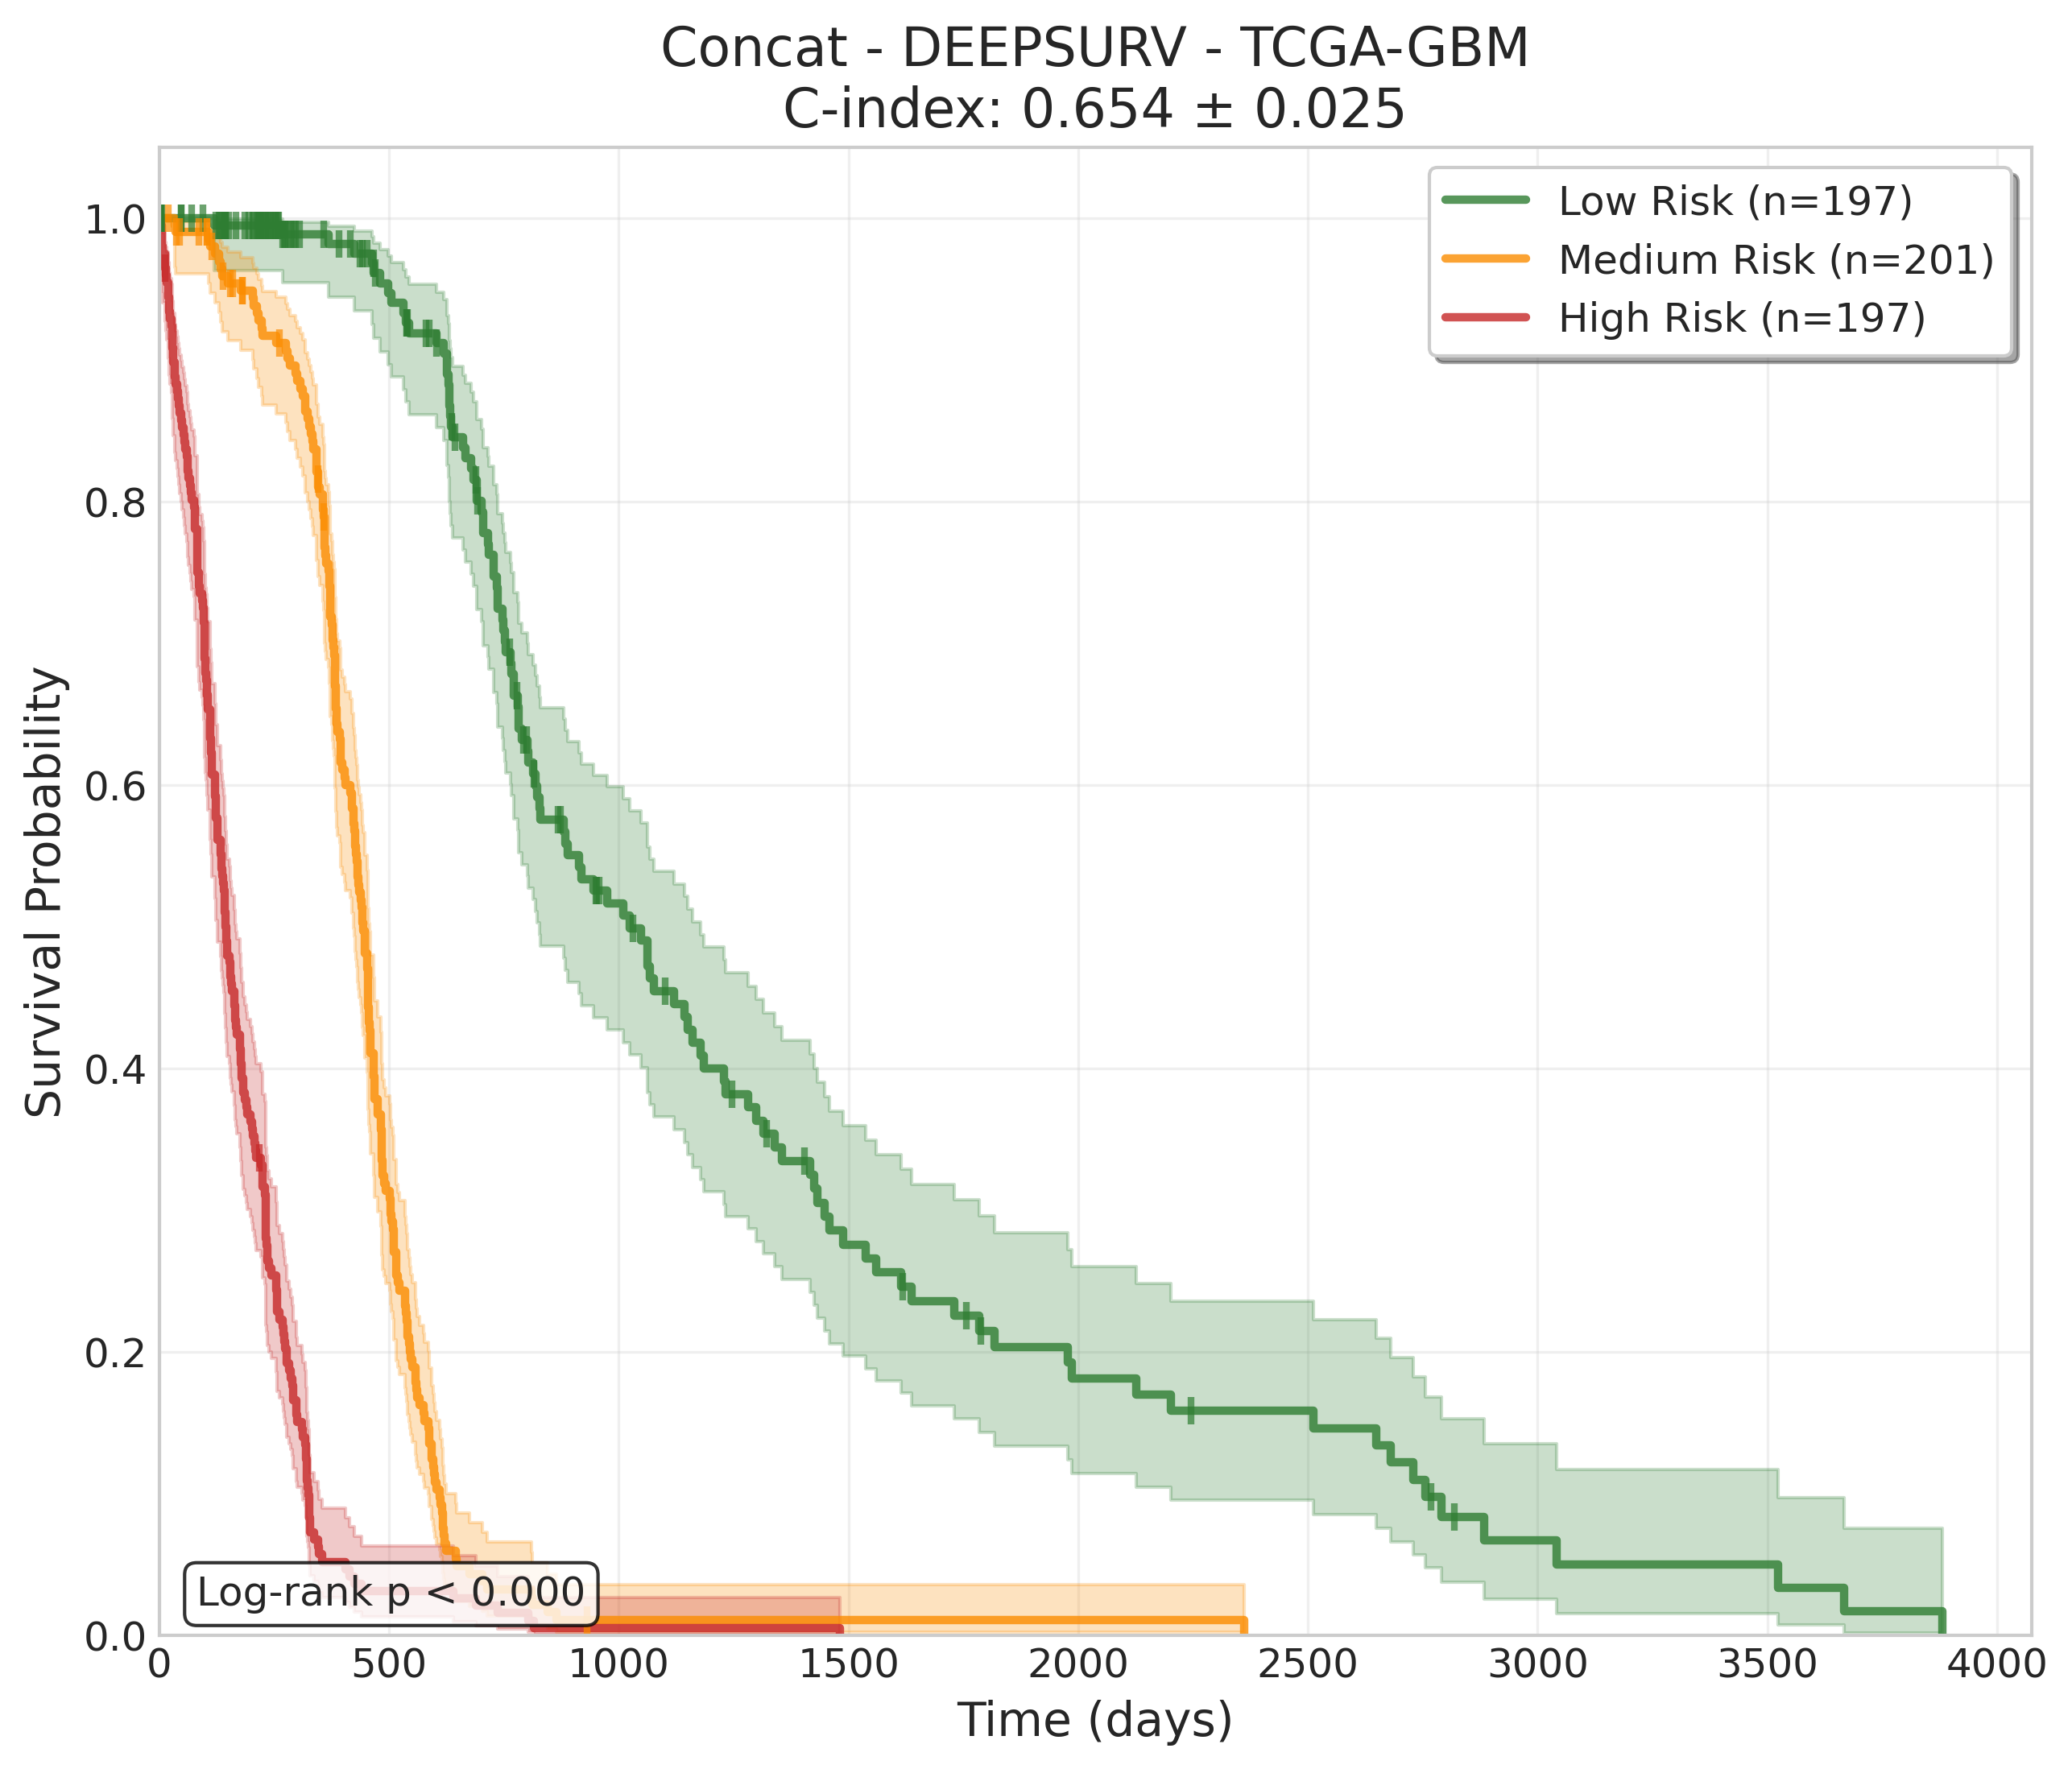 Concat - DEEPSURV - TCGA-GBM
C-index: 0.654 ± 0.025
Low Risk (n=197)
Medium Risk (n=201)
High Risk (n=197)
Survival Probability
1.0
0.8
0.6
0.4
0.2
0.0
Log-rank p < 0.000
0 500 1000 1500 2000 2500 3000 3500 4000
Time (days)